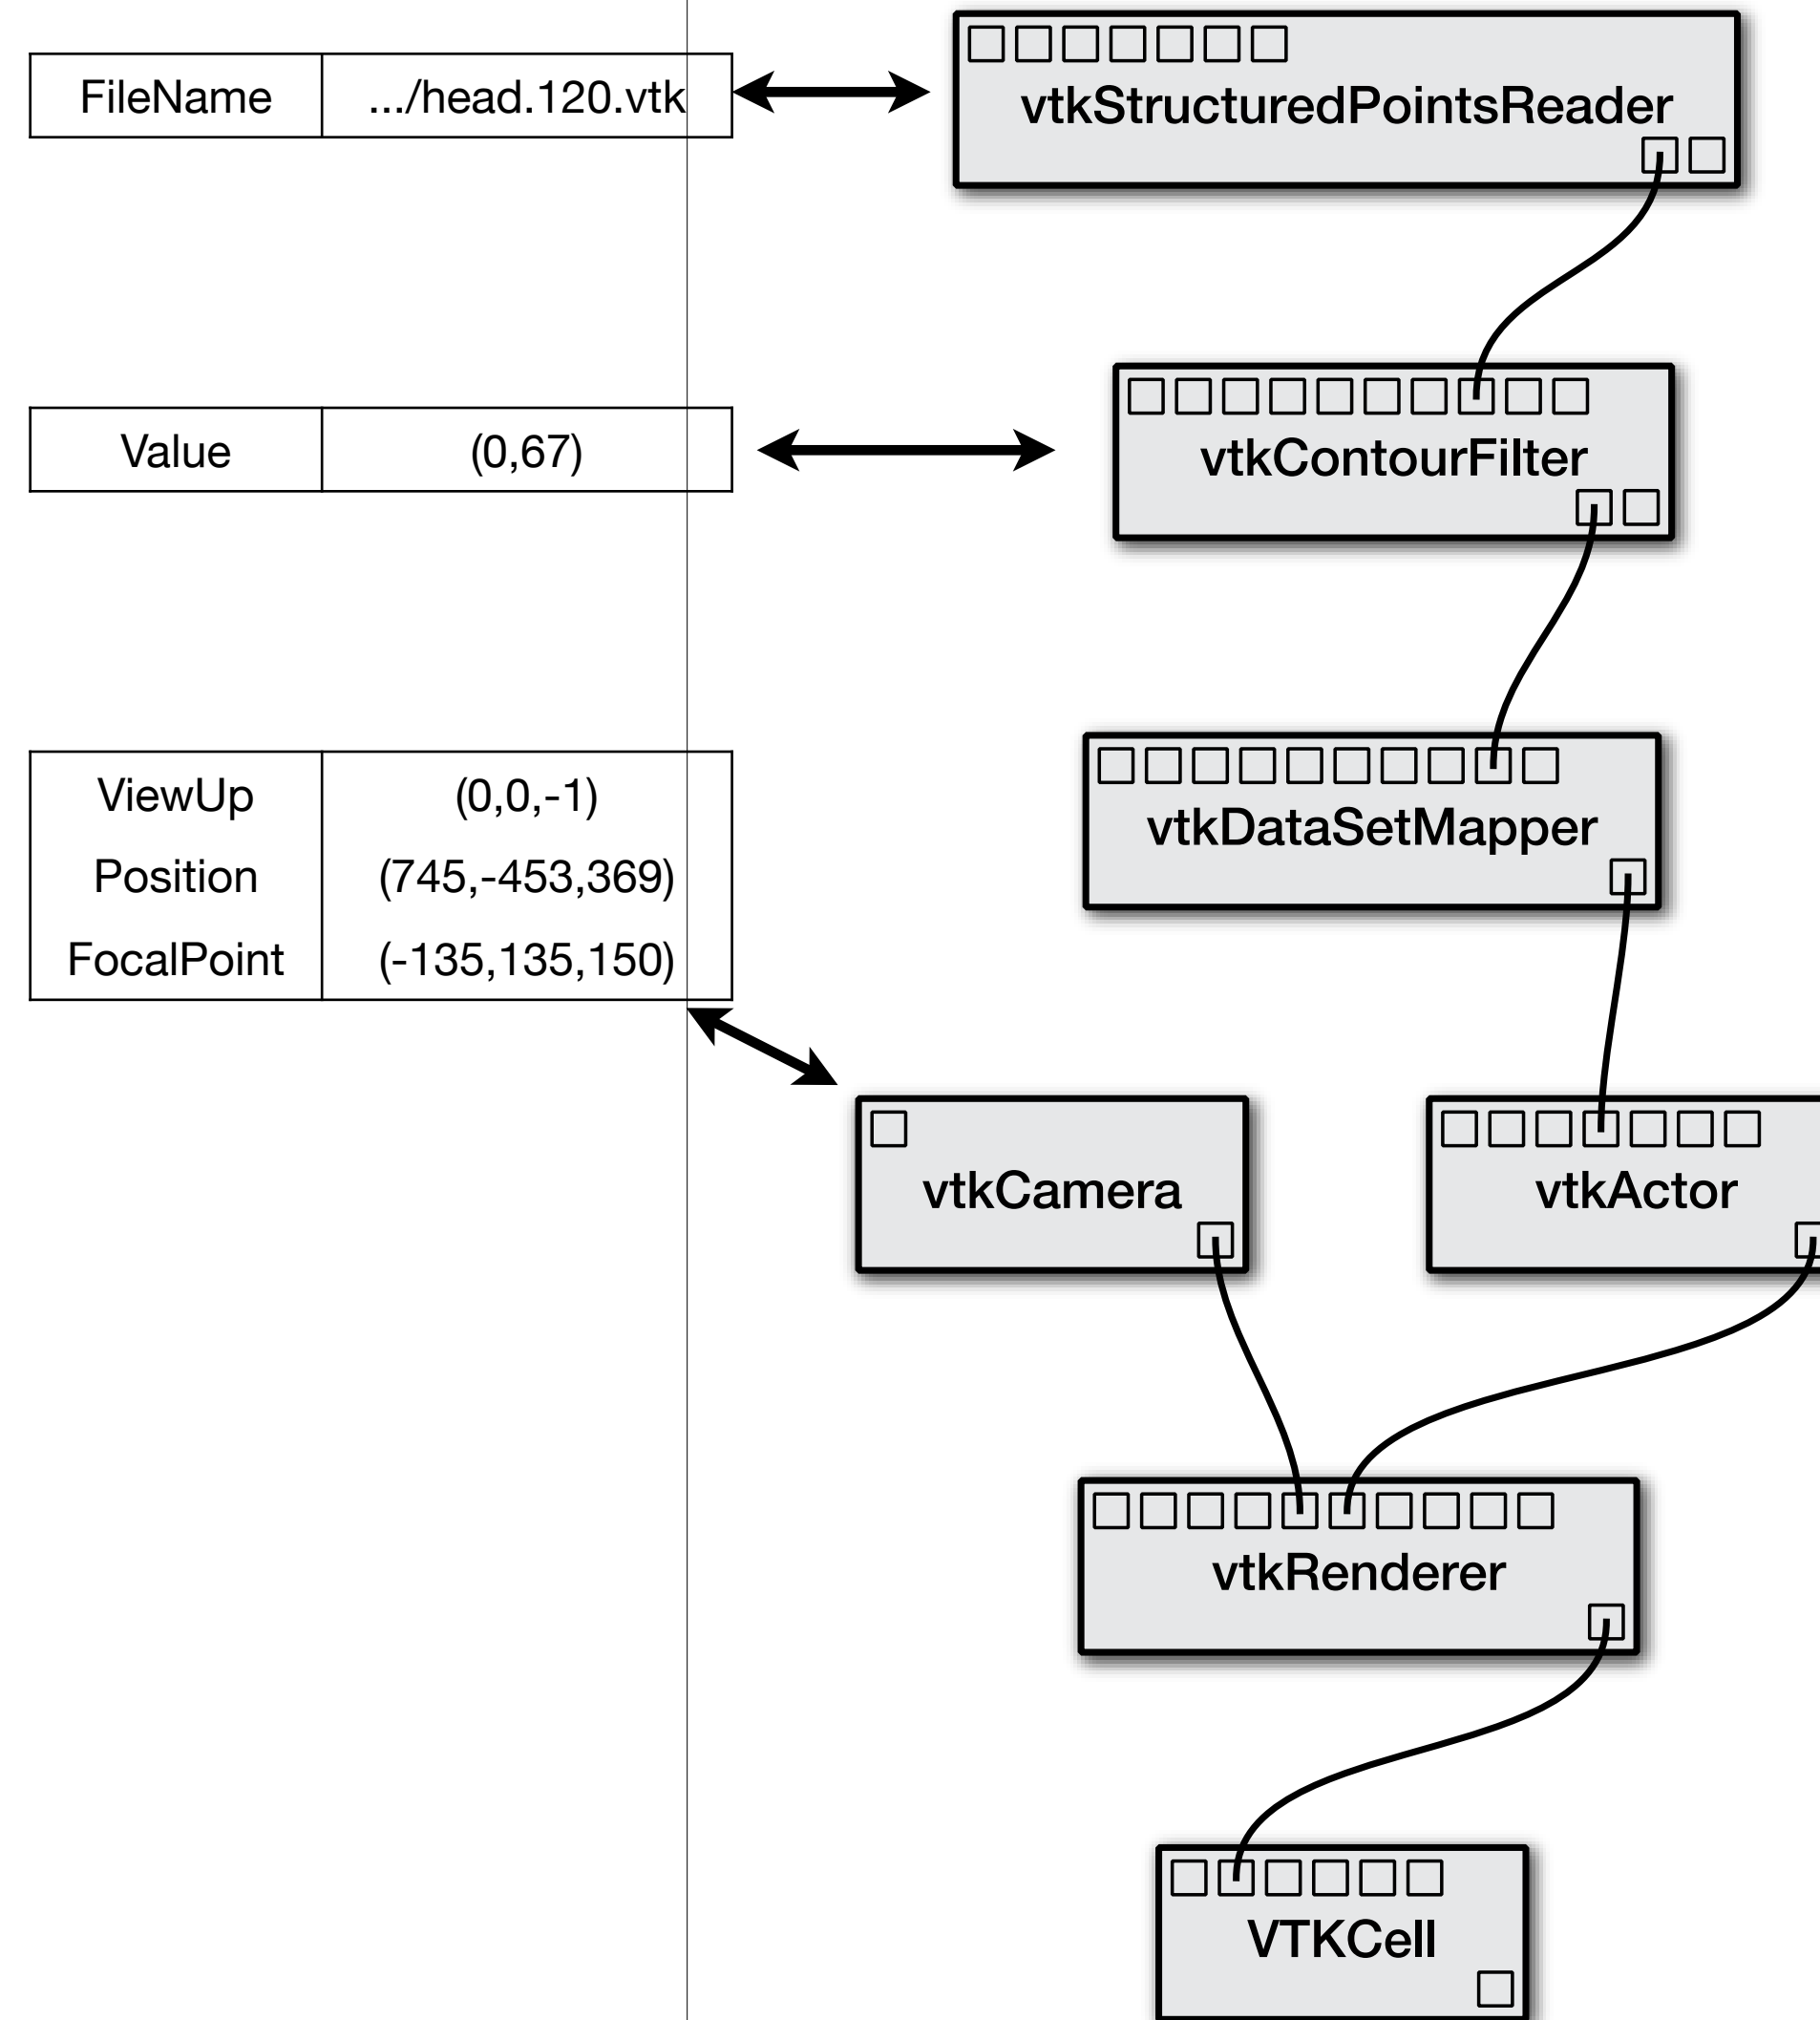 FileName .../head.120.vtk
vtkStructuredPointsReader
Value (0,67)
vtkContourFilter
ViewUp (0,0,-1)
vtkDataSetMapper
Position (745,-453,369)
FocalPoint (-135,135,150)
vtkCamera vtkActor
vtkRenderer
VTKCell